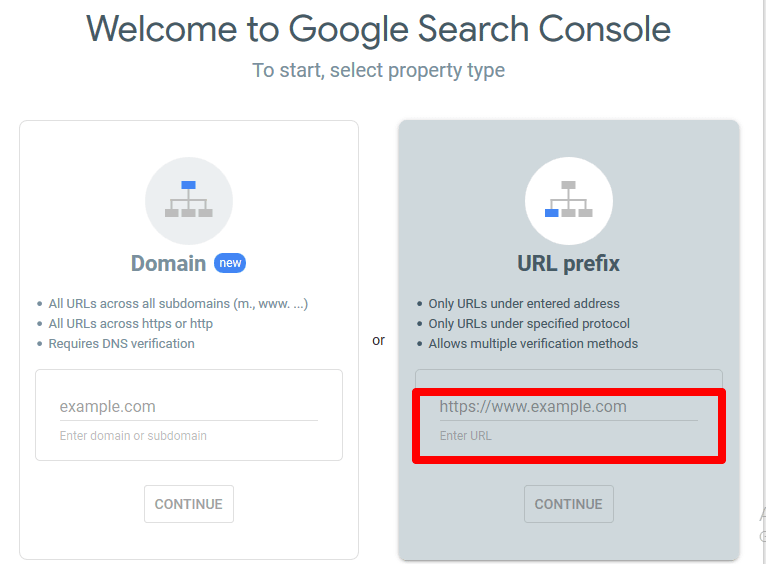 Welcome to Google Search Console
To start, select property type
Domain new
• All URLs across all subdomains (m., www. ...)
• All URLs across https or http
• Requires DNS verification
example.com
Enter domain or subdomain
CONTINUE
or
URL prefix
• Only URLs under entered address
• Only URLs under specified protocol
• Allows multiple verification methods
https://www.example.com
Enter URL
CONTINUE